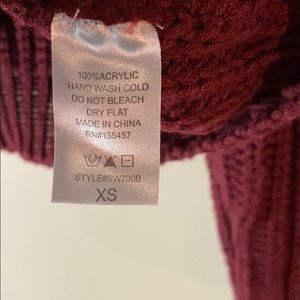 100%ACRYLIC
HAND WASH COLD
DO NOT BLEACH
DRY FLAT
MADE IN CHINA
RN#155457
STYLE#SW700B
XS